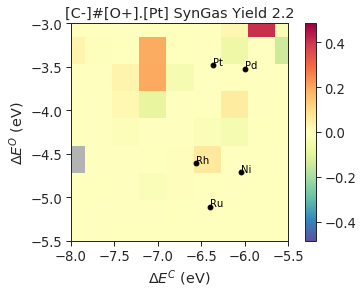 [C-]#[O+].[Pt] SynGas Yield 2.2
−3.0
−3.5
−4.0
−4.5
−5.0
−5.5
ΔE^O (eV)
Pt
Pd
Rh
Ni
Ru
−8.0 −7.5 −7.0 −6.5 −6.0 −5.5
ΔE^C (eV)
0.4
0.2
0.0
−0.2
−0.4